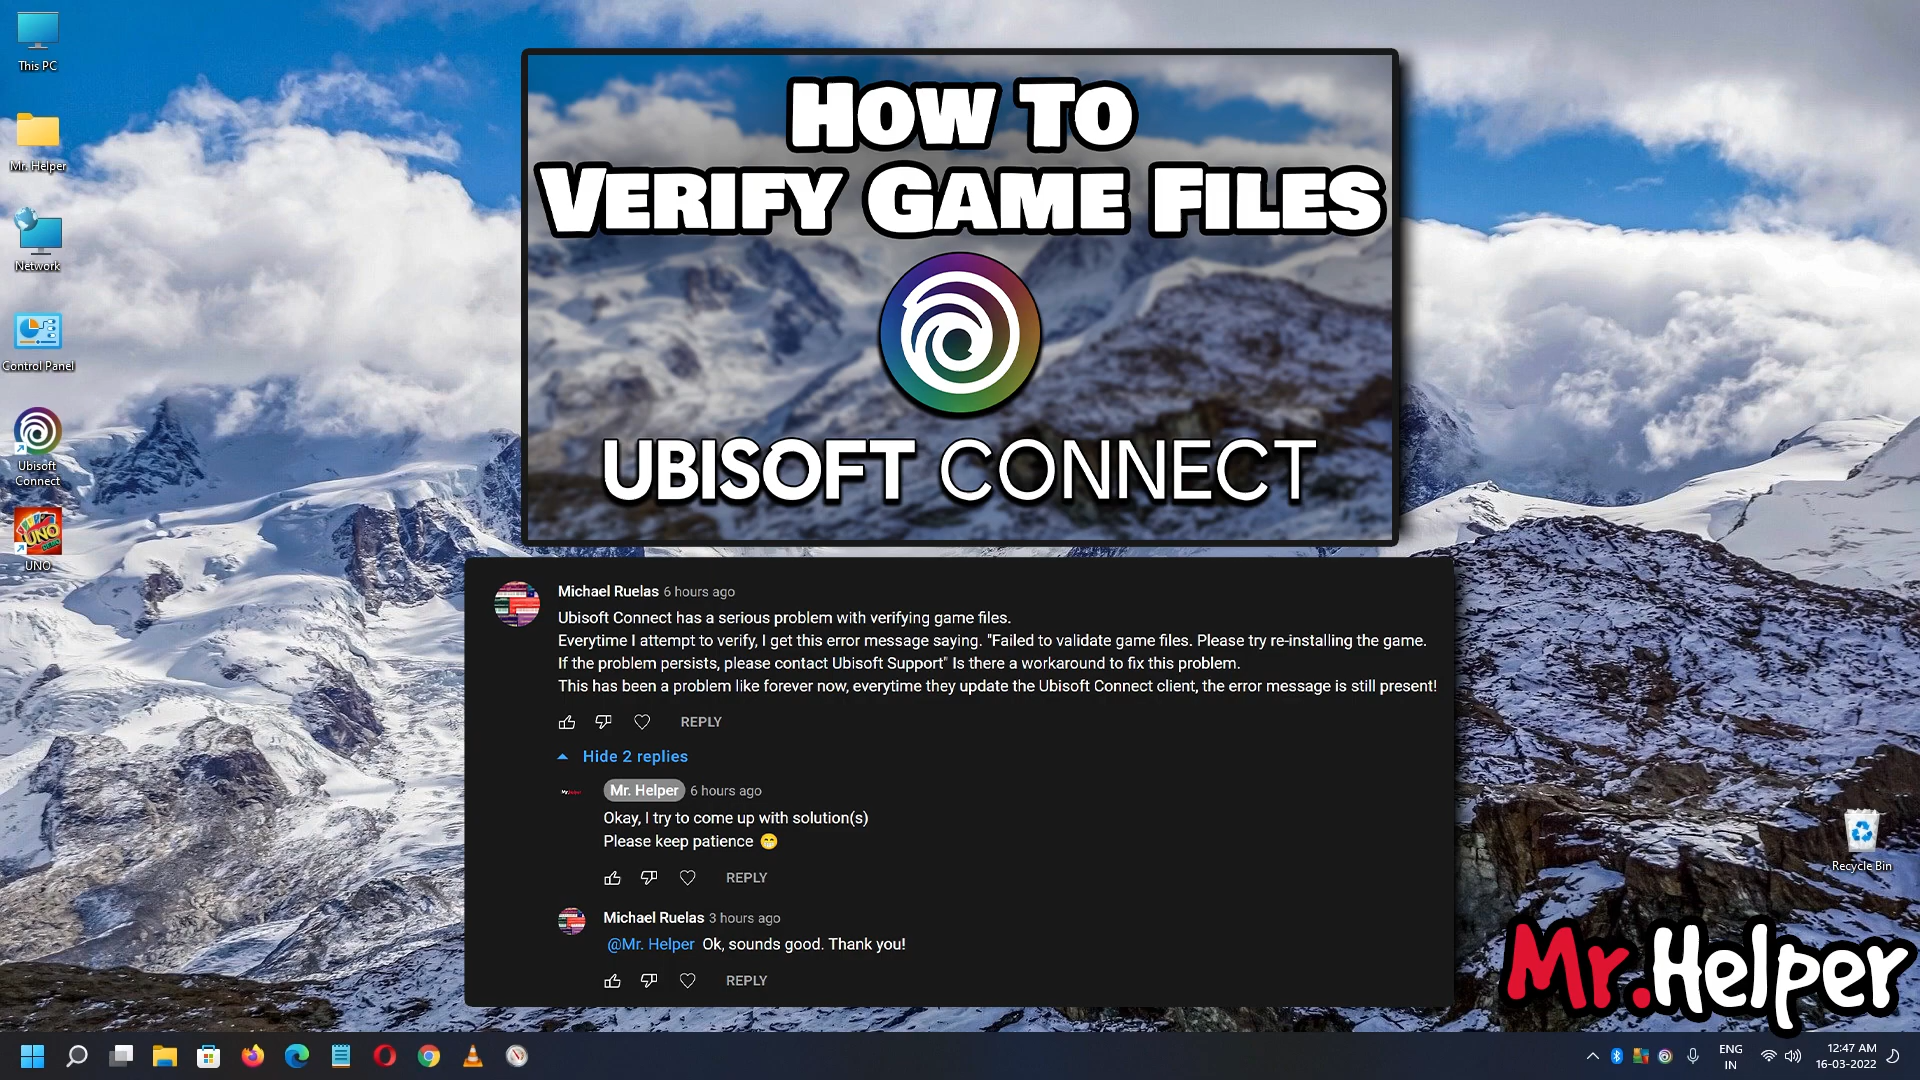 This PC
Mr. Helper
Network
Control Panel
Ubisoft
Connect
UNO
UNO
How To
Verify Game Files
UBISOFT CONNECT
Michael Ruelas 6 hours ago
Ubisoft Connect has a serious problem with verifying game files.
Everytime I attempt to verify, I get this error message saying. "Failed to validate game files. Please try re-installing the game.
If the problem persists, please contact Ubisoft Support" Is there a workaround to fix this problem.
This has been a problem like forever now, everytime they update the Ubisoft Connect client, the error message is still present!
REPLY
Hide 2 replies
Mr. Helper 6 hours ago
Okay, I try to come up with solution(s)
Please keep patience 😁
REPLY
Michael Ruelas 3 hours ago
@Mr. Helper Ok, sounds good. Thank you!
REPLY
Recycle Bin
Mr.Helper
ENG
IN
12:47 AM
16-03-2022